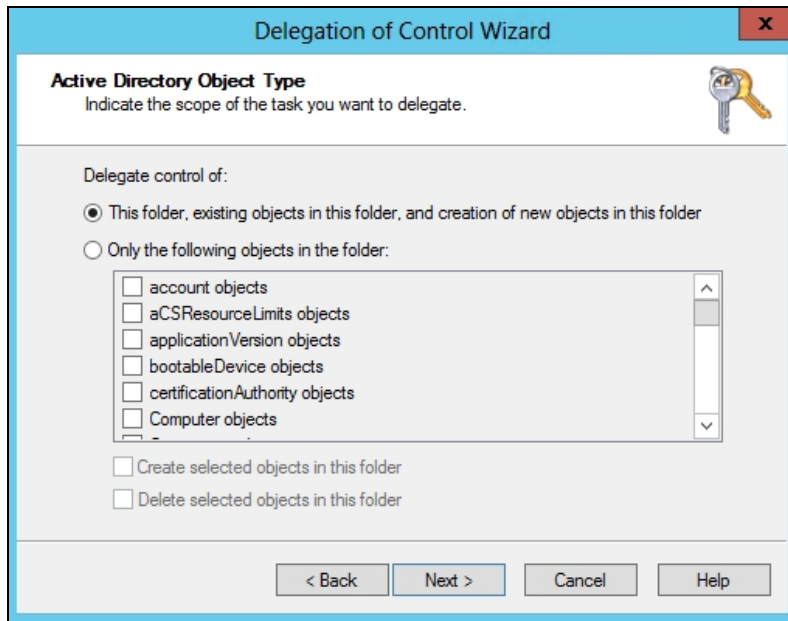 Delegation of Control Wizard
x
Active Directory Object Type
Indicate the scope of the task you want to delegate.
Delegate control of:
This folder, existing objects in this folder, and creation of new objects in this folder
Only the following objects in the folder:
account objects
aCSResourceLimits objects
applicationVersion objects
bootableDevice objects
certificationAuthority objects
Computer objects
Create selected objects in this folder
Delete selected objects in this folder
< Back Next > Cancel Help